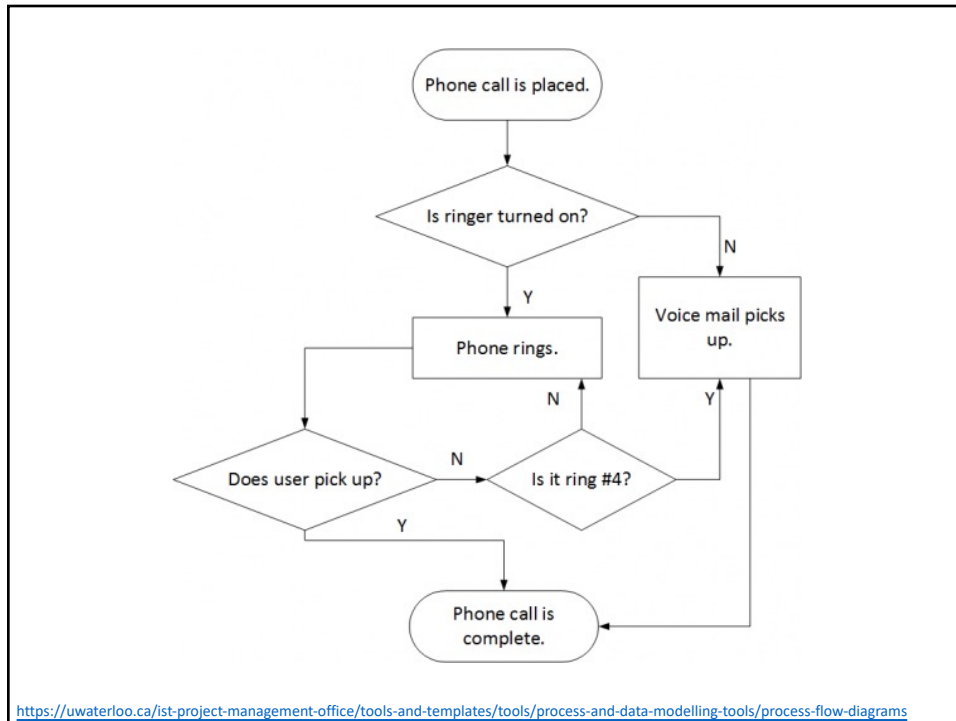 Phone call is placed.
Is ringer turned on?
N
Y
Voice mail picks
up.
Phone rings.
N
Y
Does user pick up?
N
Is it ring #4?
Y
Phone call is
complete.
https://uwaterloo.ca/ist-project-management-office/tools-and-templates/tools/process-and-data-modelling-tools/process-flow-diagrams